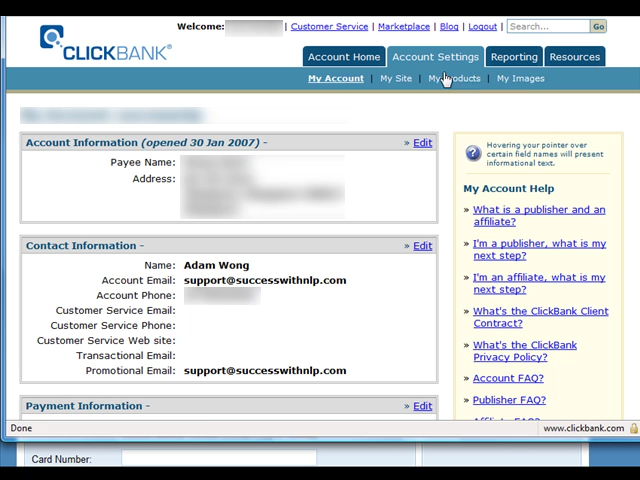 Welcome: | Customer Service | Marketplace | Blog | Logout | Search... Go
CLICKBANK®
Account Home Account Settings Reporting Resources
My Account | My Site | My Products | My Images
Account Information (opened 30 Jan 2007) - » Edit
Payee Name:
Address:
Contact Information - » Edit
Name: Adam Wong
Account Email: support@successwithnlp.com
Account Phone:
Customer Service Email:
Customer Service Phone:
Customer Service Web site:
Transactional Email:
Promotional Email: support@successwithnlp.com
Payment Information - » Edit
? Hovering your pointer over
certain field names will present
informational text.
My Account Help
» What is a publisher and an
affiliate?
» I'm a publisher, what is my
next step?
» I'm an affiliate, what is my
next step?
» What's the ClickBank Client
Contract?
» What's the ClickBank
Privacy Policy?
» Account FAQ?
» Publisher FAQ?
Done www.clickbank.com
Card Number: